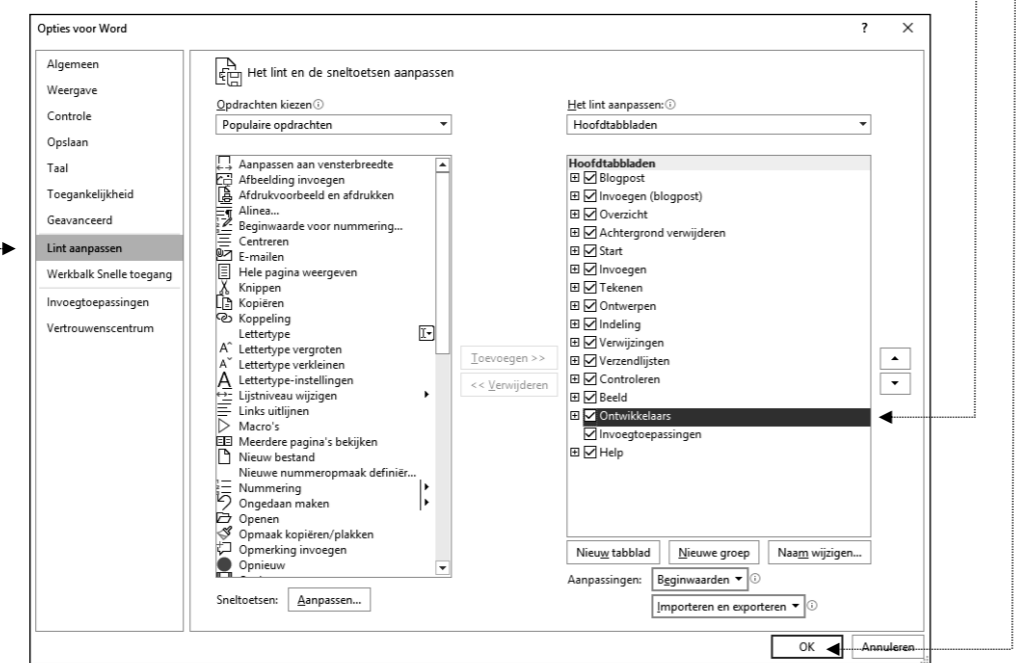 Opties voor Word
?
Algemeen
Weergave
Controle
Opslaan
Taal
Toegankelijkheid
Geavanceerd
Lint aanpassen
Werkbalk Snelle toegang
Invoegtoepassingen
Vertrouwenscentrum
Het lint en de sneltoetsen aanpassen
Opdrachten kiezen
Populaire opdrachten
Aanpassen aan vensterbreedte
Afbeelding invoegen
Afdrukvoorbeeld en afdrukken
Alinea...
Beginwaarde voor nummering...
Centreren
E-mailen
Hele pagina weergeven
Knippen
Kopiëren
Koppeling
Lettertype
Lettertype vergroten
Lettertype verkleinen
Lettertype-instellingen
Lijstniveau wijzigen
Links uitlijnen
Macro's
Meerdere pagina's bekijken
Nieuw bestand
Nieuwe nummeropmaak definiër...
Nummering
Ongedaan maken
Openen
Opmaak kopiëren/plakken
Opmerking invoegen
Opnieuw
Sneltoetsen: Aanpassen...
Toevoegen >>
<< Verwijderen
Het lint aanpassen:
Hoofdtabbladen
Hoofdtabbladen
Blogpost
Invoegen (blogpost)
Overzicht
Achtergrond verwijderen
Start
Invoegen
Tekenen
Ontwerpen
Indeling
Verwijzingen
Verzendlijsten
Controleren
Beeld
Ontwikkelaars
Invoegtoepassingen
Help
Nieuw tabblad Nieuwe groep Naam wijzigen...
Aanpassingen: Beginwaarden
Importeren en exporteren
OK Annuleren